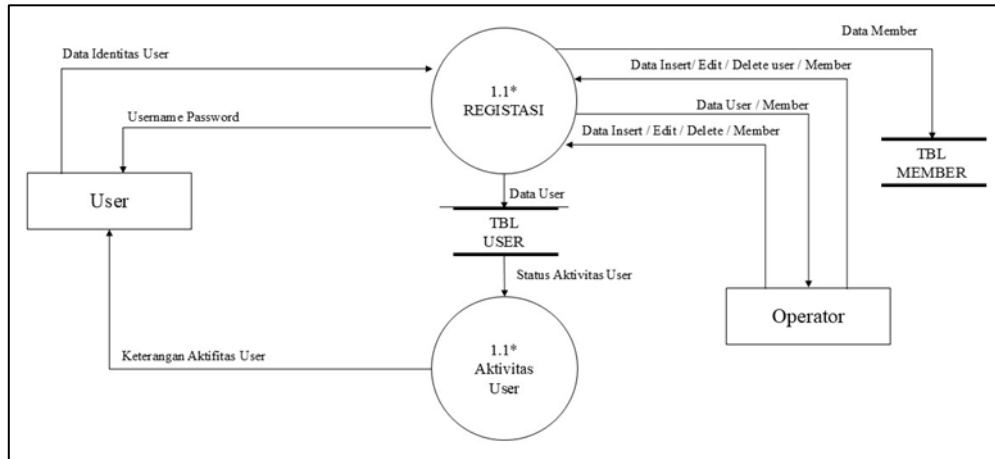 Data Identitas User
Data Member
Data Insert/ Edit / Delete user / Member
1.1*
REGISTASI
Username Password
Data User / Member
Data Insert / Edit / Delete / Member
TBL
MEMBER
User
Data User
TBL
USER
Status Aktivitas User
Operator
Keterangan Aktifitas User
1.1*
Aktivitas
User